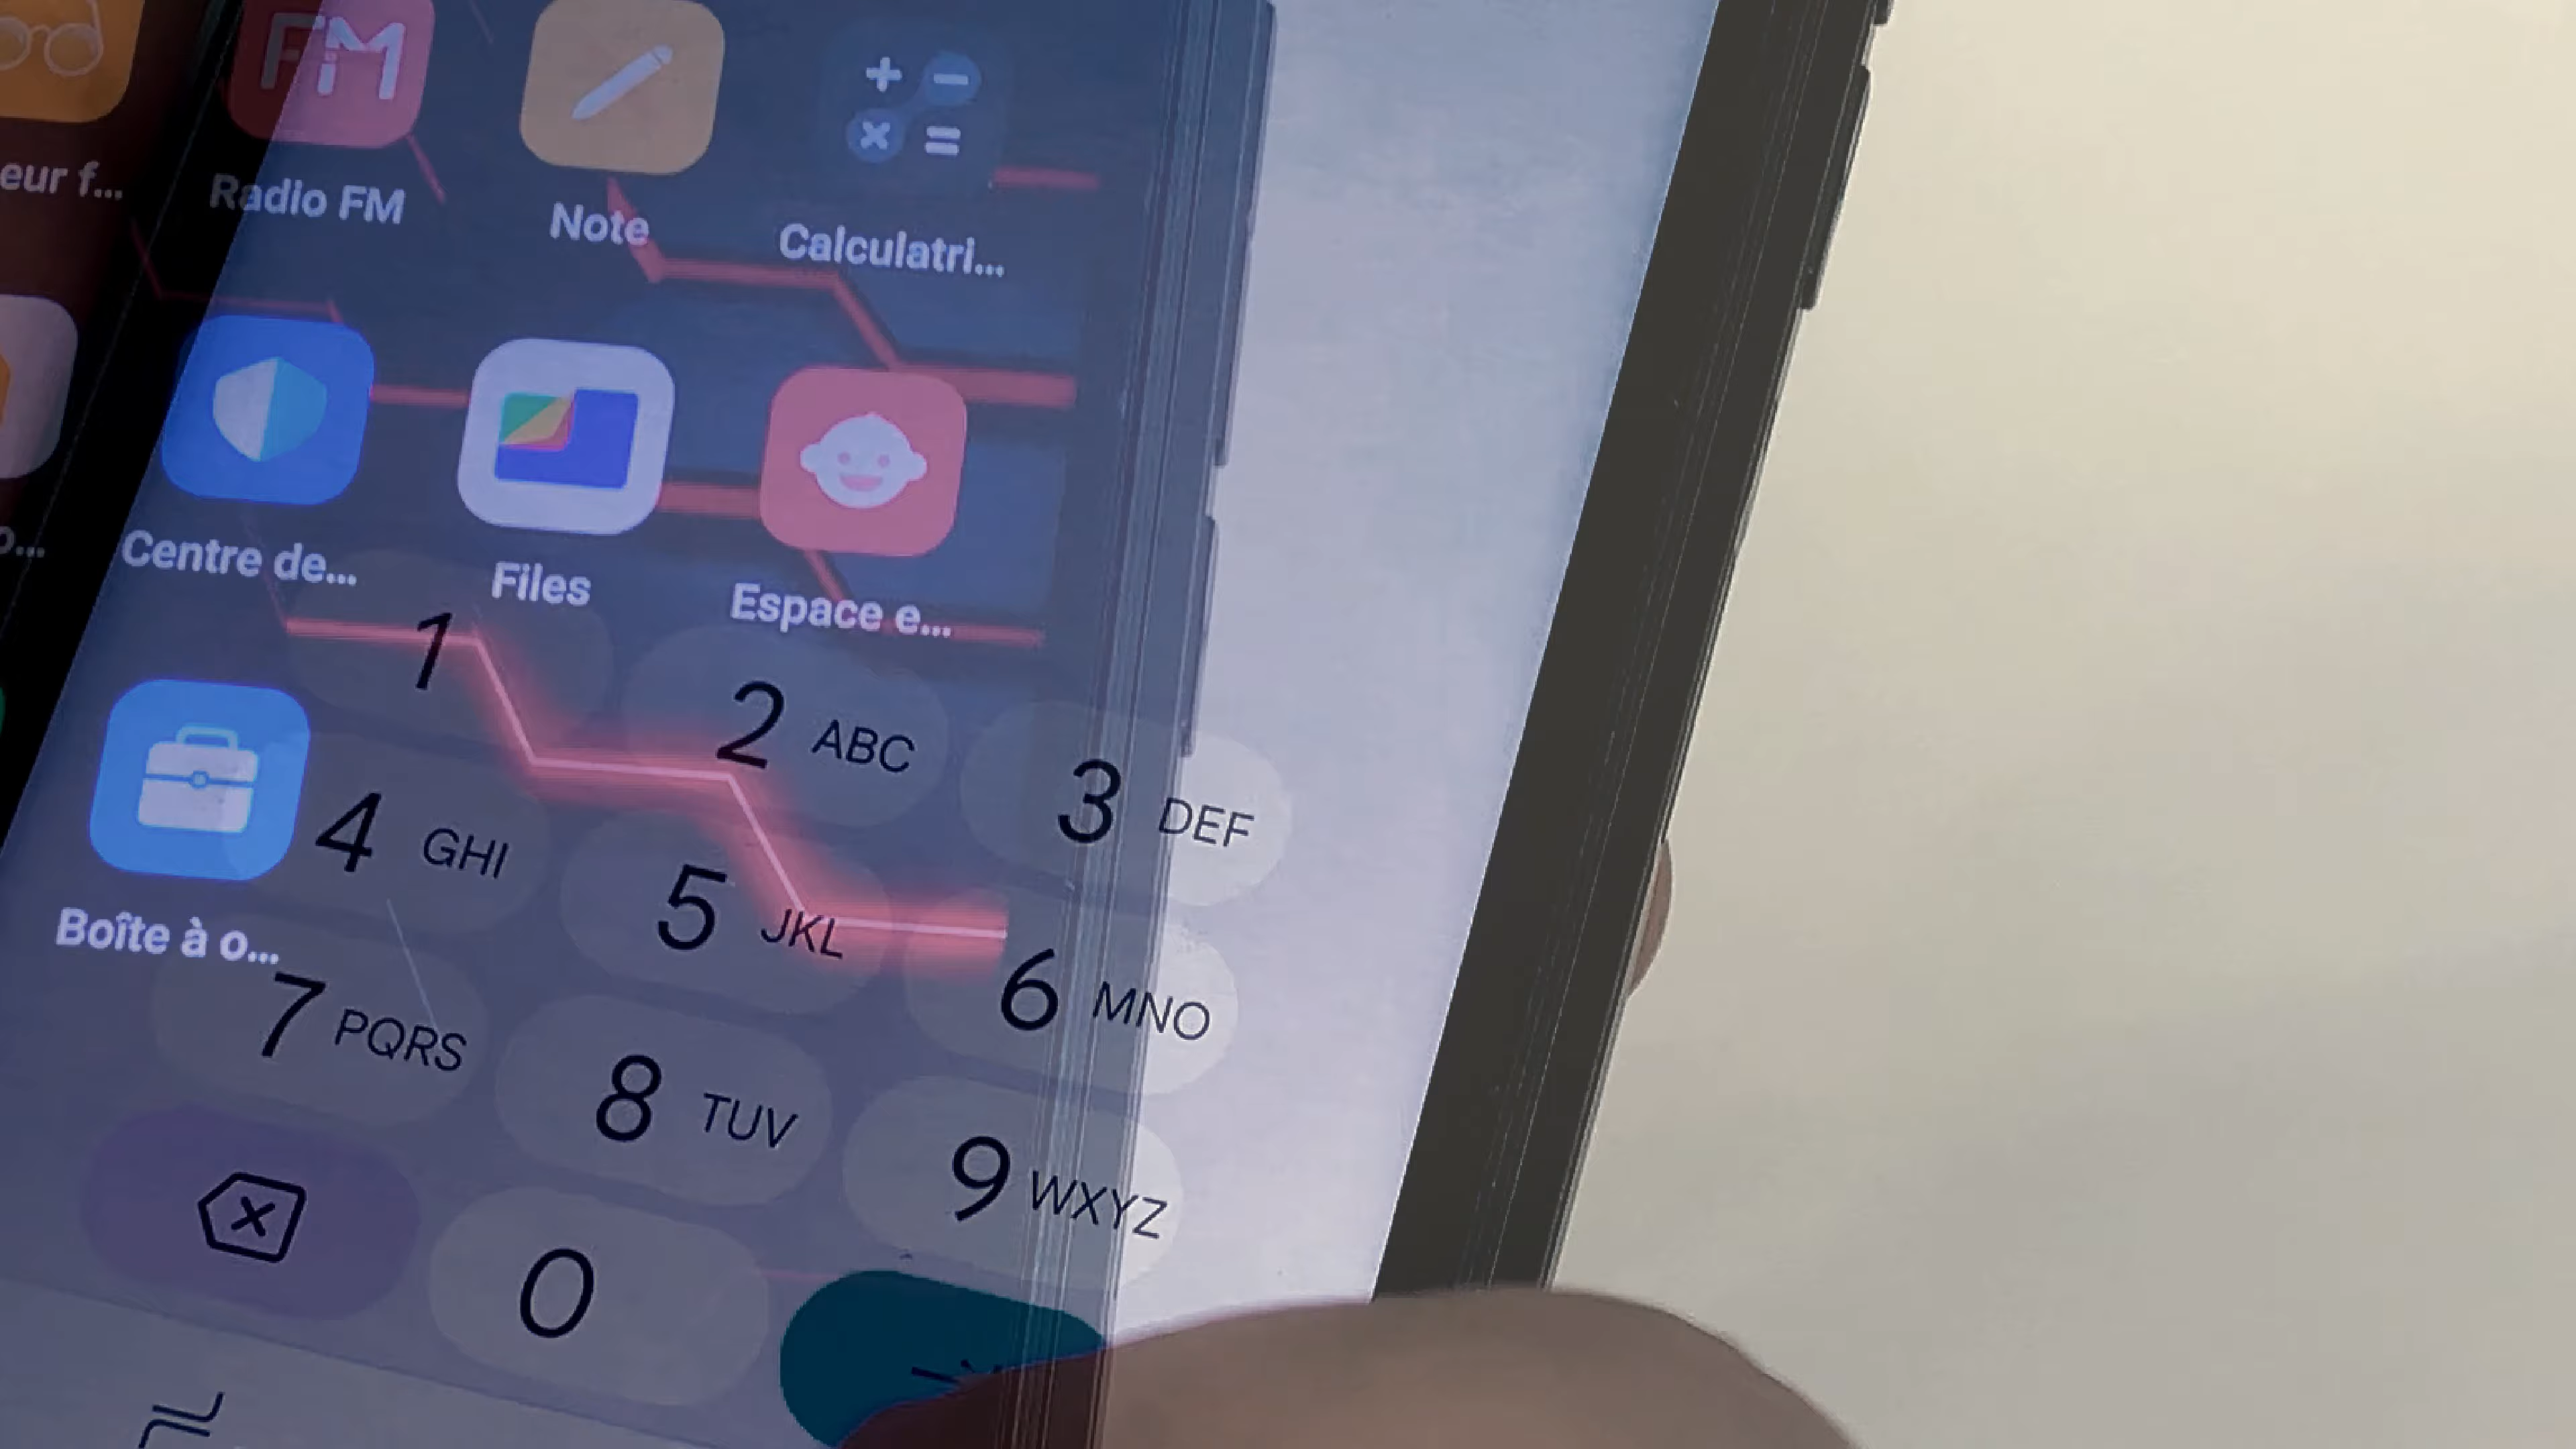 FM
eur f...
Radio FM
Note
Calculatri...
Centre de...
Files
Espace e...
Boîte à o...
1
2 ABC
3 DEF
4 GHI
5 JKL
6 MNO
7 PQRS
8 TUV
9 WXYZ
0